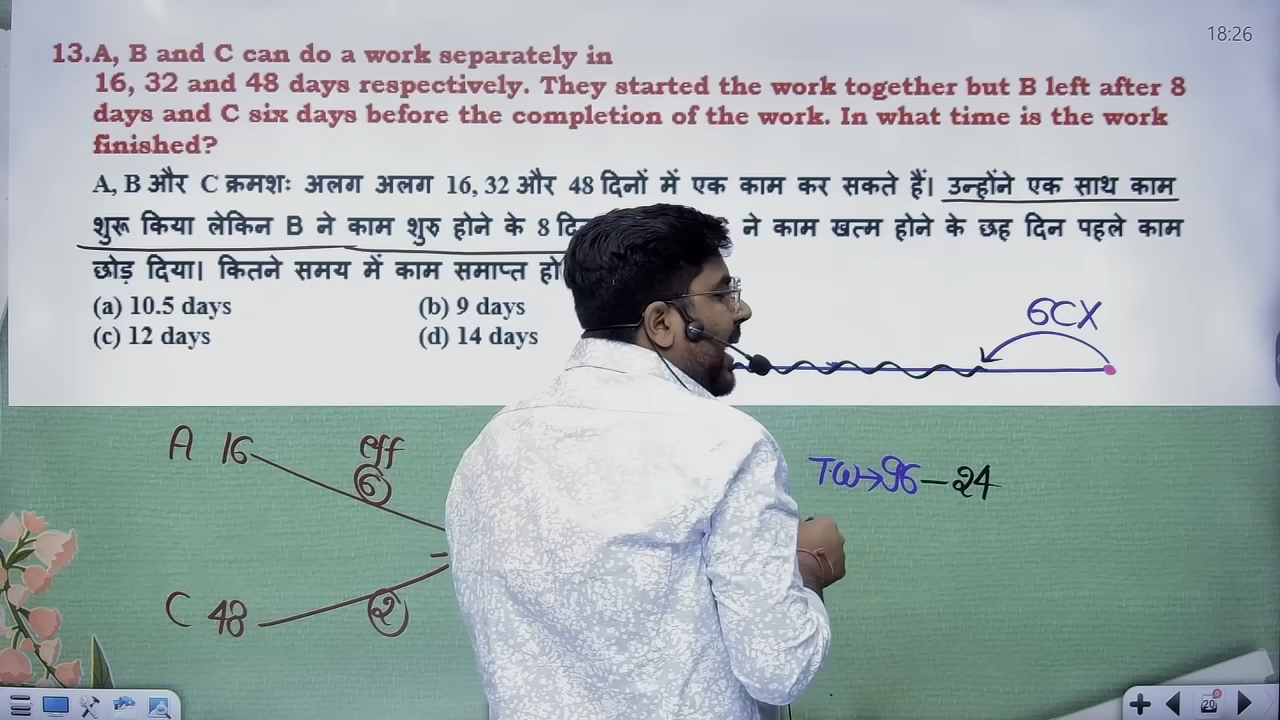 18:26
13.A, B and C can do a work separately in
16, 32 and 48 days respectively. They started the work together but B left after 8
days and C six days before the completion of the work. In what time is the work
finished?
A, B और C क्रमशः अलग अलग 16, 32 और 48 दिनों में एक काम कर सकते हैं। उन्होंने एक साथ काम
शुरू किया लेकिन B ने काम शुरु होने के 8 ने काम खत्म होने के छह दिन पहले काम
छोड़ दिया। कितने समय में काम समाप्त
(a) 10.5 days (b) 9 days
(c) 12 days (d) 14 days
6CX
A 16 eff
6
TW→96-24
C 48 2
20